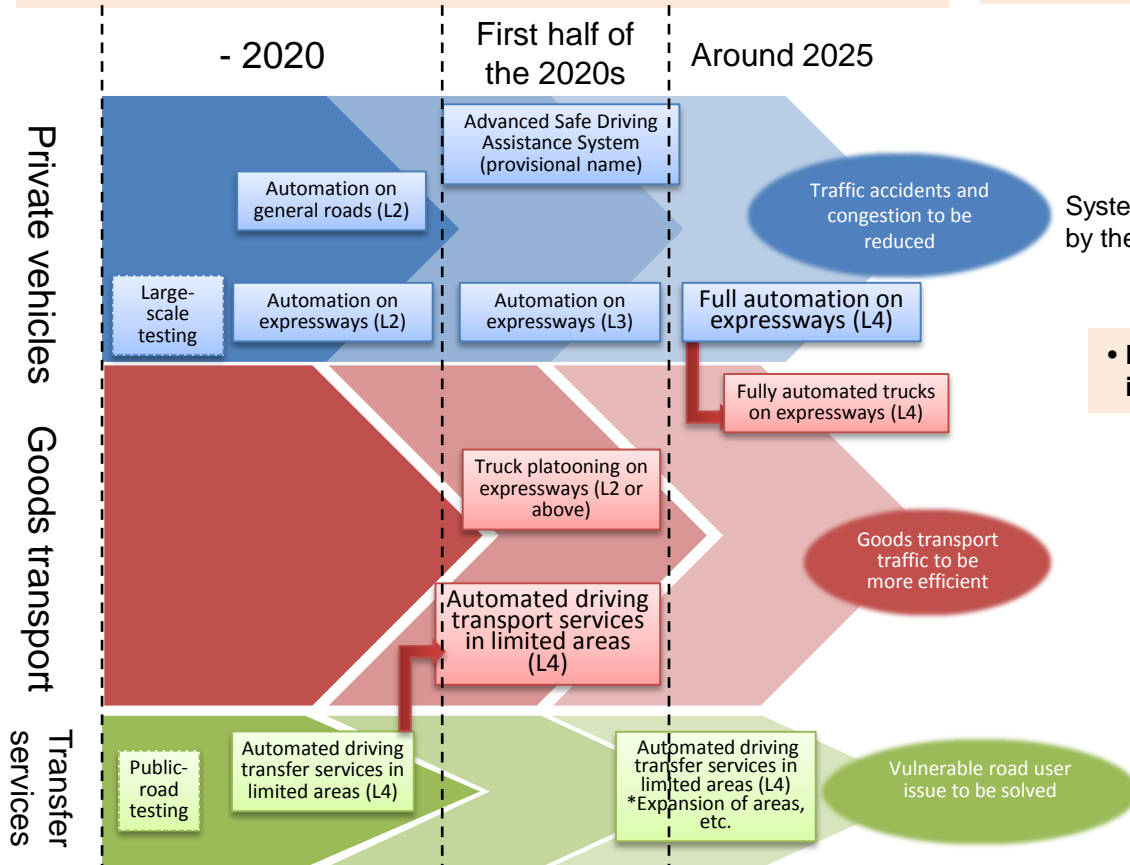 - 2020
First half of
the 2020s
Around 2025
Private vehicles
Advanced Safe Driving
Assistance System
(provisional name)
Automation on
general roads (L2)
Traffic accidents and
congestion to be
reduced
Large-
scale
testing
Automation on
expressways (L2)
Automation on
expressways (L3)
Full automation on
expressways (L4)
Goods transport
Fully automated trucks
on expressways (L4)
Truck platooning on
expressways (L2 or
above)
Goods transport
traffic to be
more efficient
Automated driving
transport services
in limited areas
(L4)
Transfer
services
Public-
road
testing
Automated driving
transfer services in
limited areas (L4)
Automated driving
transfer services in
limited areas (L4)
*Expansion of areas,
etc.
Vulnerable road user
issue to be solved
by the
•